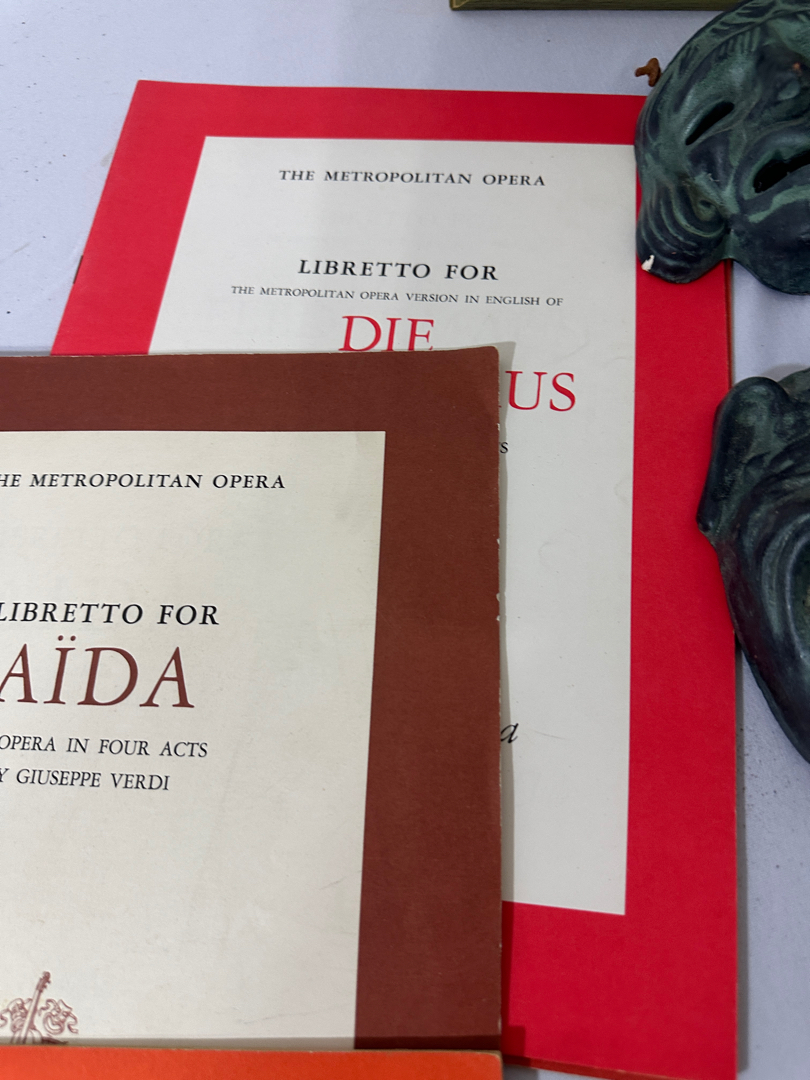 THE METROPOLITAN OPERA
LIBRETTO FOR
THE METROPOLITAN OPERA VERSION IN ENGLISH OF
DIE
US
S
a
HE METROPOLITAN OPERA
LIBRETTO FOR
AÏDA
OPERA IN FOUR ACTS
Y GIUSEPPE VERDI